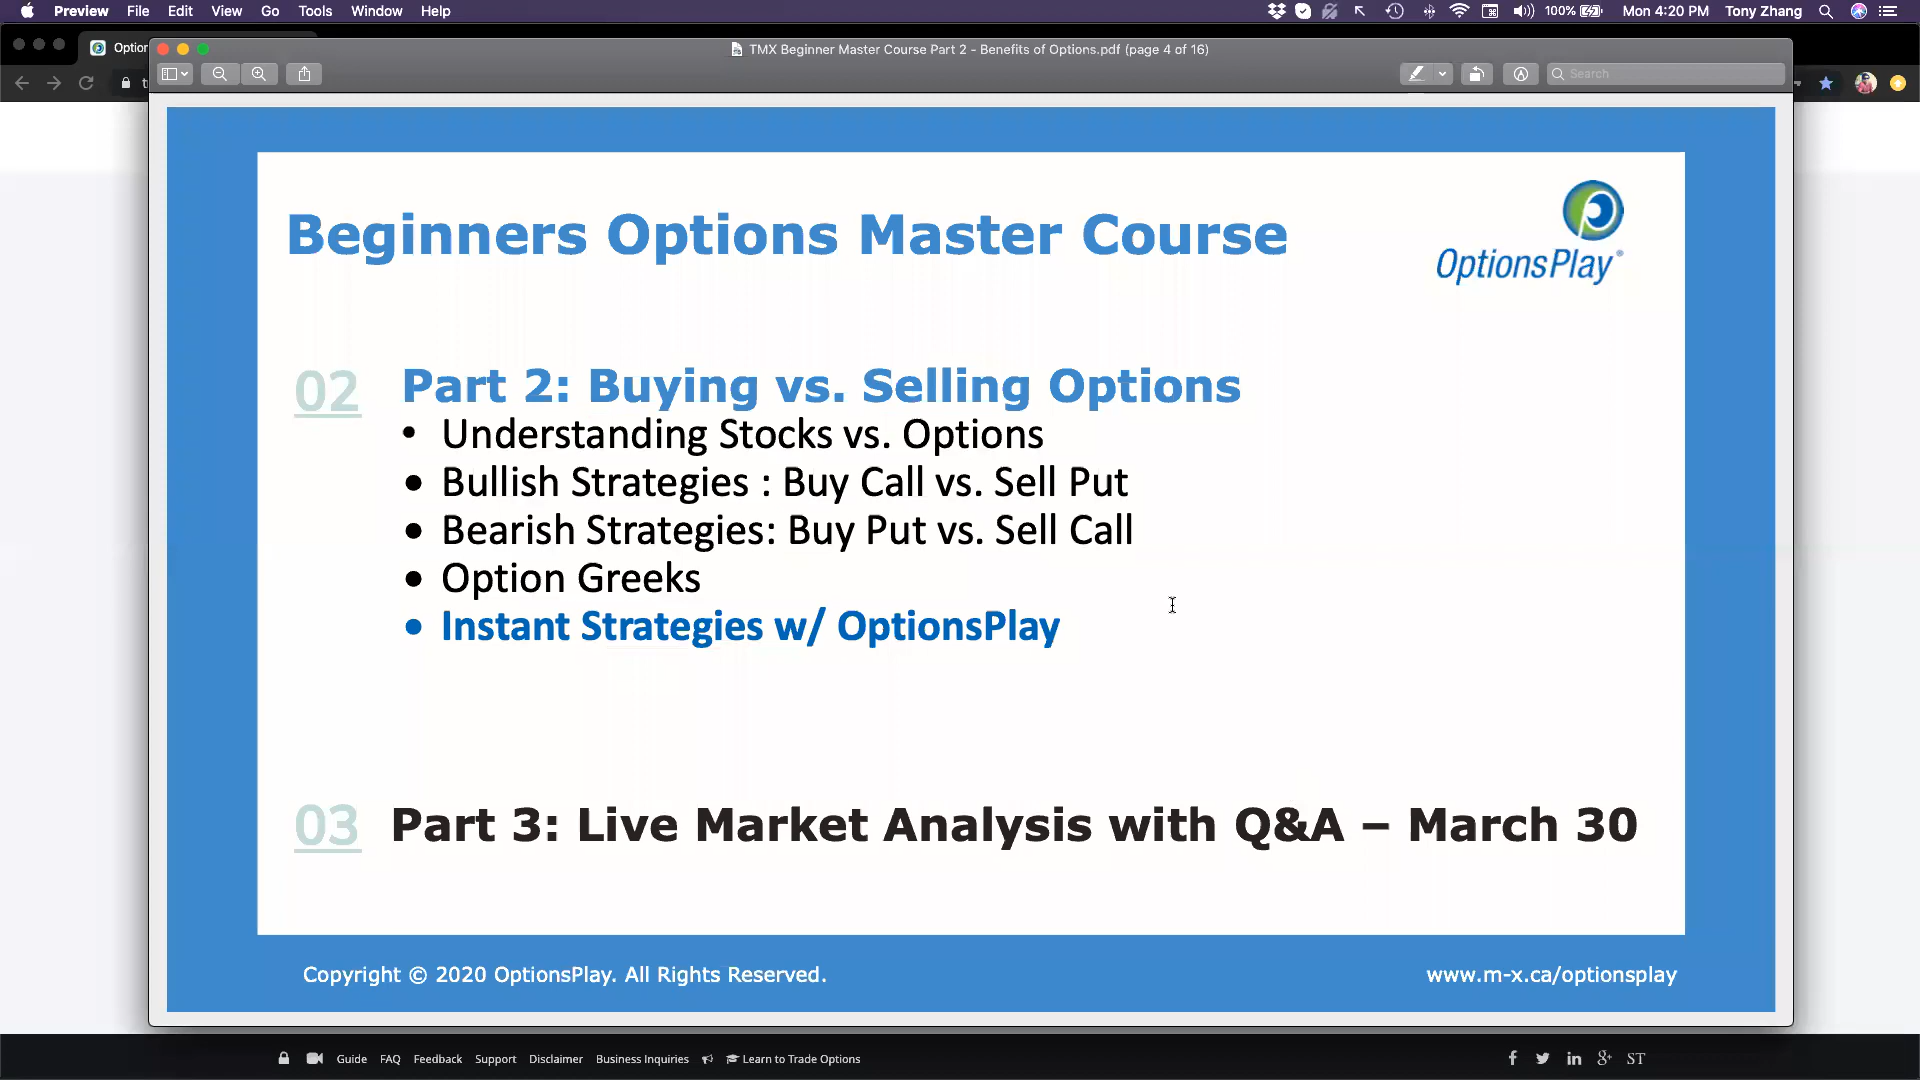 Preview File Edit View Go Tools Window Help 100% Mon 4:20 PM Tony Zhang
Option
TMX Beginner Master Course Part 2 - Benefits of Options.pdf (page 4 of 16)
Search
Beginners Options Master Course
OptionsPlay®
02 Part 2: Buying vs. Selling Options
• Understanding Stocks vs. Options
• Bullish Strategies : Buy Call vs. Sell Put
• Bearish Strategies: Buy Put vs. Sell Call
• Option Greeks
• Instant Strategies w/ OptionsPlay
03 Part 3: Live Market Analysis with Q&A – March 30
Copyright © 2020 OptionsPlay. All Rights Reserved. www.m-x.ca/optionsplay
Guide FAQ Feedback Support Disclaimer Business Inquiries Learn to Trade Options ST